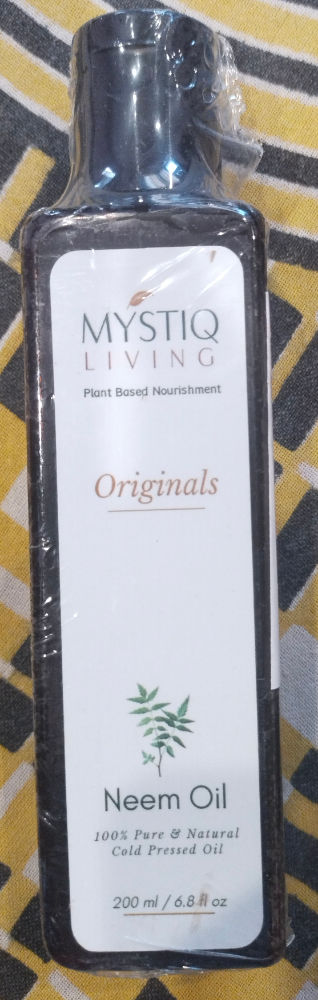 MYSTIQ
LIVING
Plant Based Nourishment
Originals
Neem Oil
100% Pure & Natural
Cold Pressed Oil
200 ml / 6.8 fl oz